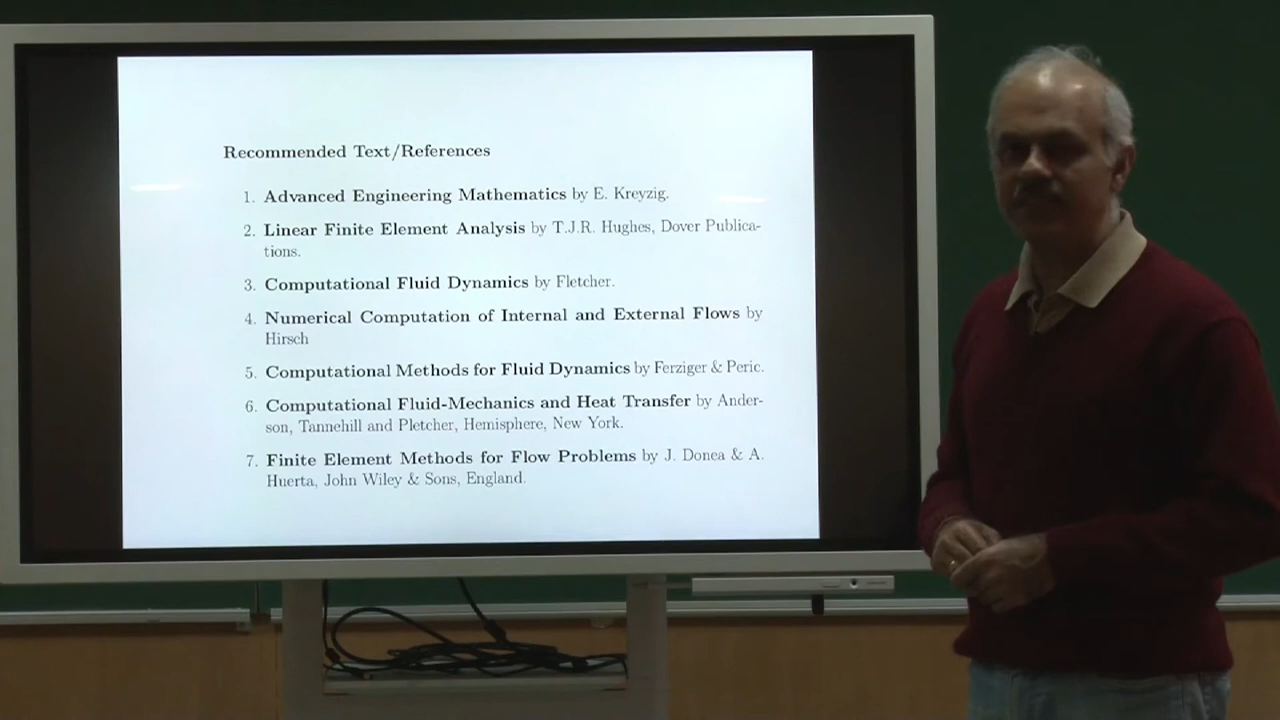 Recommended Text/References
1. Advanced Engineering Mathematics by E. Kreyzig.
2. Linear Finite Element Analysis by T.J.R. Hughes, Dover Publica-
tions.
3. Computational Fluid Dynamics by Fletcher.
4. Numerical Computation of Internal and External Flows by
Hirsch
5. Computational Methods for Fluid Dynamics by Ferziger & Peric.
6. Computational Fluid-Mechanics and Heat Transfer by Ander-
son, Tannehill and Pletcher, Hemisphere, New York.
7. Finite Element Methods for Flow Problems by J. Donea & A.
Huerta, John Wiley & Sons, England.